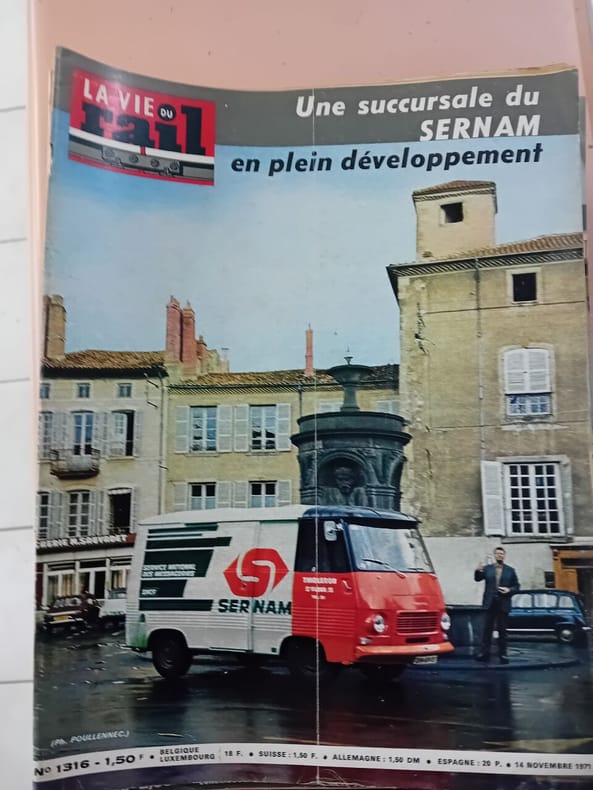 LA VIE DU
rail
Une succursale du
SERNAM
en plein développement
SERVICE NATIONAL
DES MESSAGERIES
SNCF
SERNAM
(Ph. POULLENNEC.)
N° 1316 - 1,50 F • BELGIQUE LUXEMBOURG 18 F. • SUISSE : 1,50 F. • ALLEMAGNE : 1,50 DM • ESPAGNE : 20 P. • 14 NOVEMBRE 1971